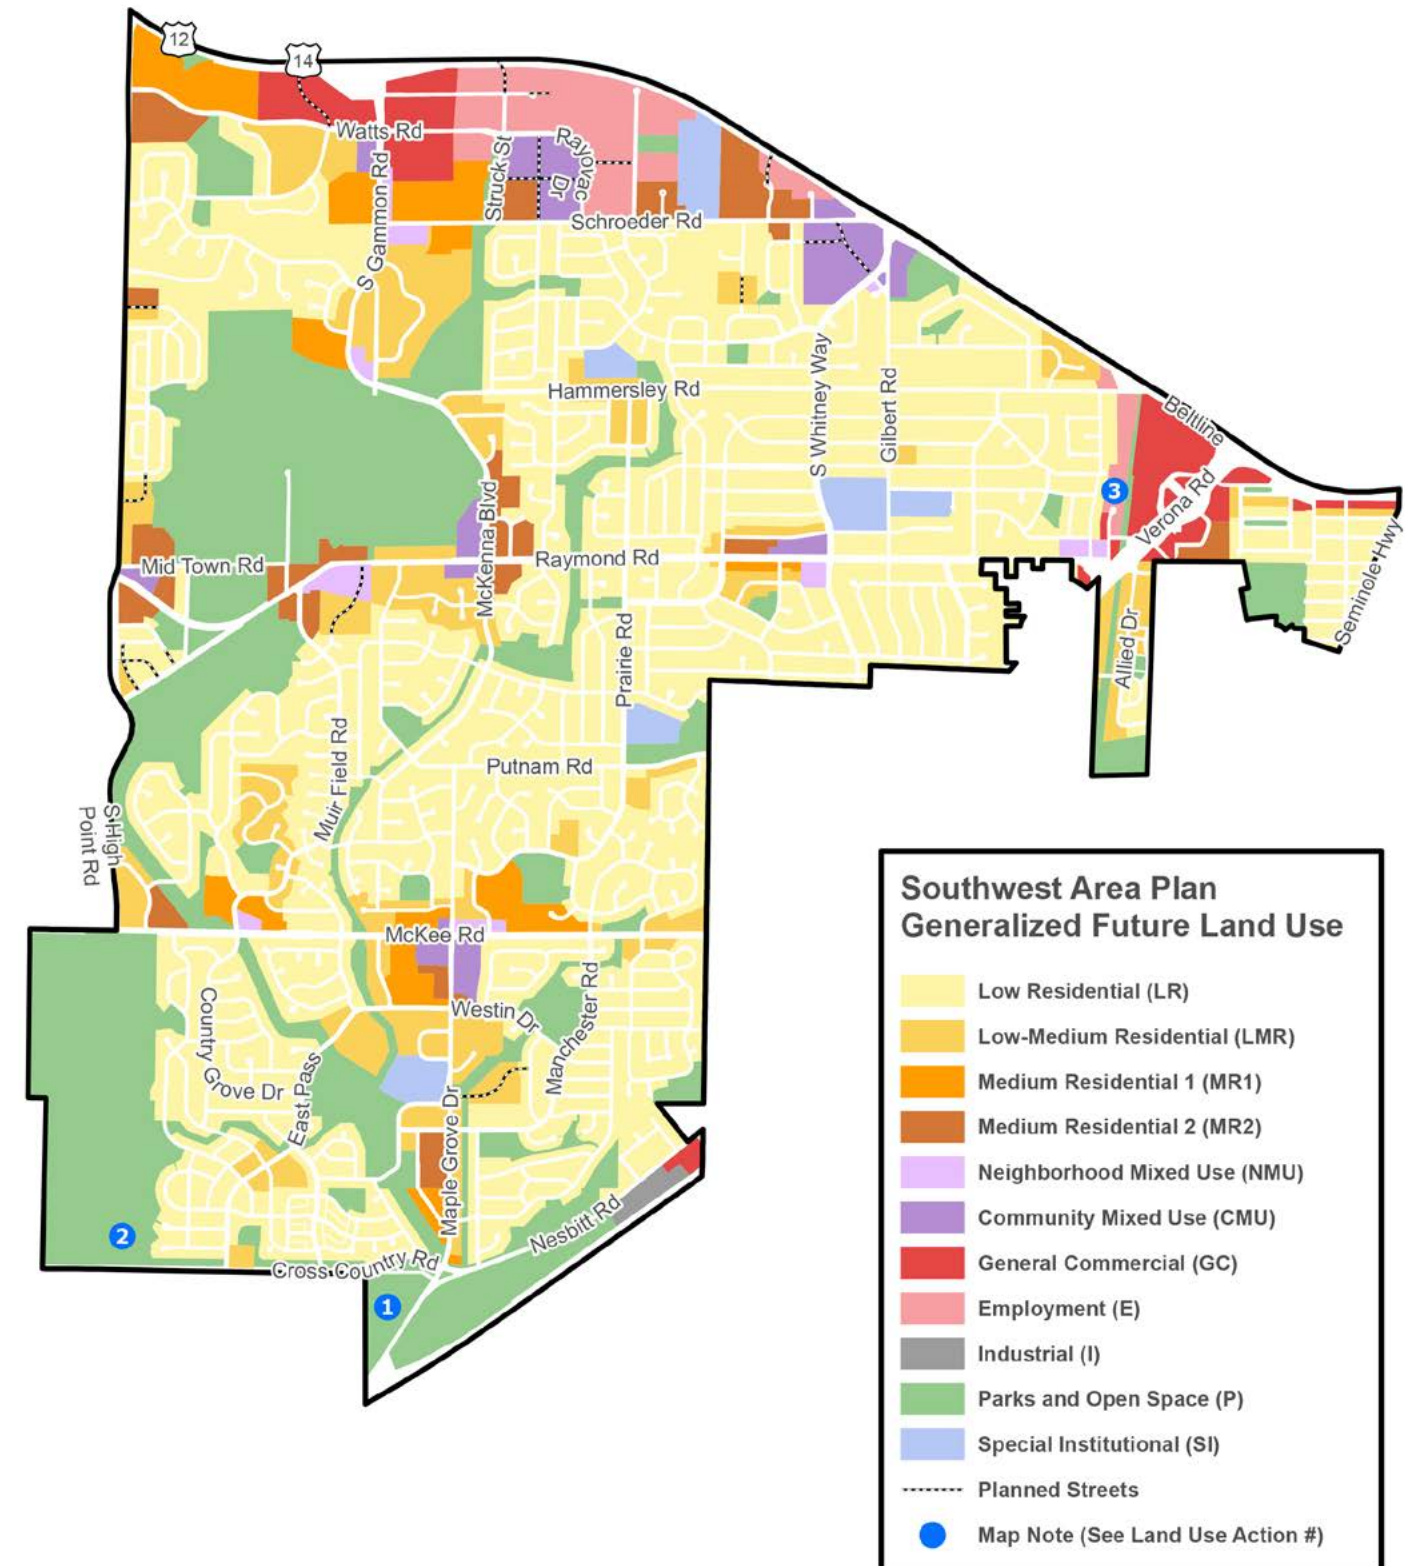 12
14
Watts Rd
Rayovac
Dr
Struck St
S Gammon Rd
Schroeder Rd
Hammersley Rd
S Whitney Way
Gilbert Rd
Beltline
3
Verona Rd
McKenna Blvd
Mid Town Rd
Raymond Rd
Seminole Hwy
Allied Dr
Prairie Rd
Muir Field Rd
Putnam Rd
S High
Point Rd
McKee Rd
Country
Grove Dr
Westin Dr
Manchester Rd
East Pass
Maple Grove Dr
2
Nesbitt Rd
Cross Country Rd
1
Southwest Area Plan
Generalized Future Land Use
Low Residential (LR)
Low-Medium Residential (LMR)
Medium Residential 1 (MR1)
Medium Residential 2 (MR2)
Neighborhood Mixed Use (NMU)
Community Mixed Use (CMU)
General Commercial (GC)
Employment (E)
Industrial (I)
Parks and Open Space (P)
Special Institutional (SI)
Planned Streets
Map Note (See Land Use Action #)